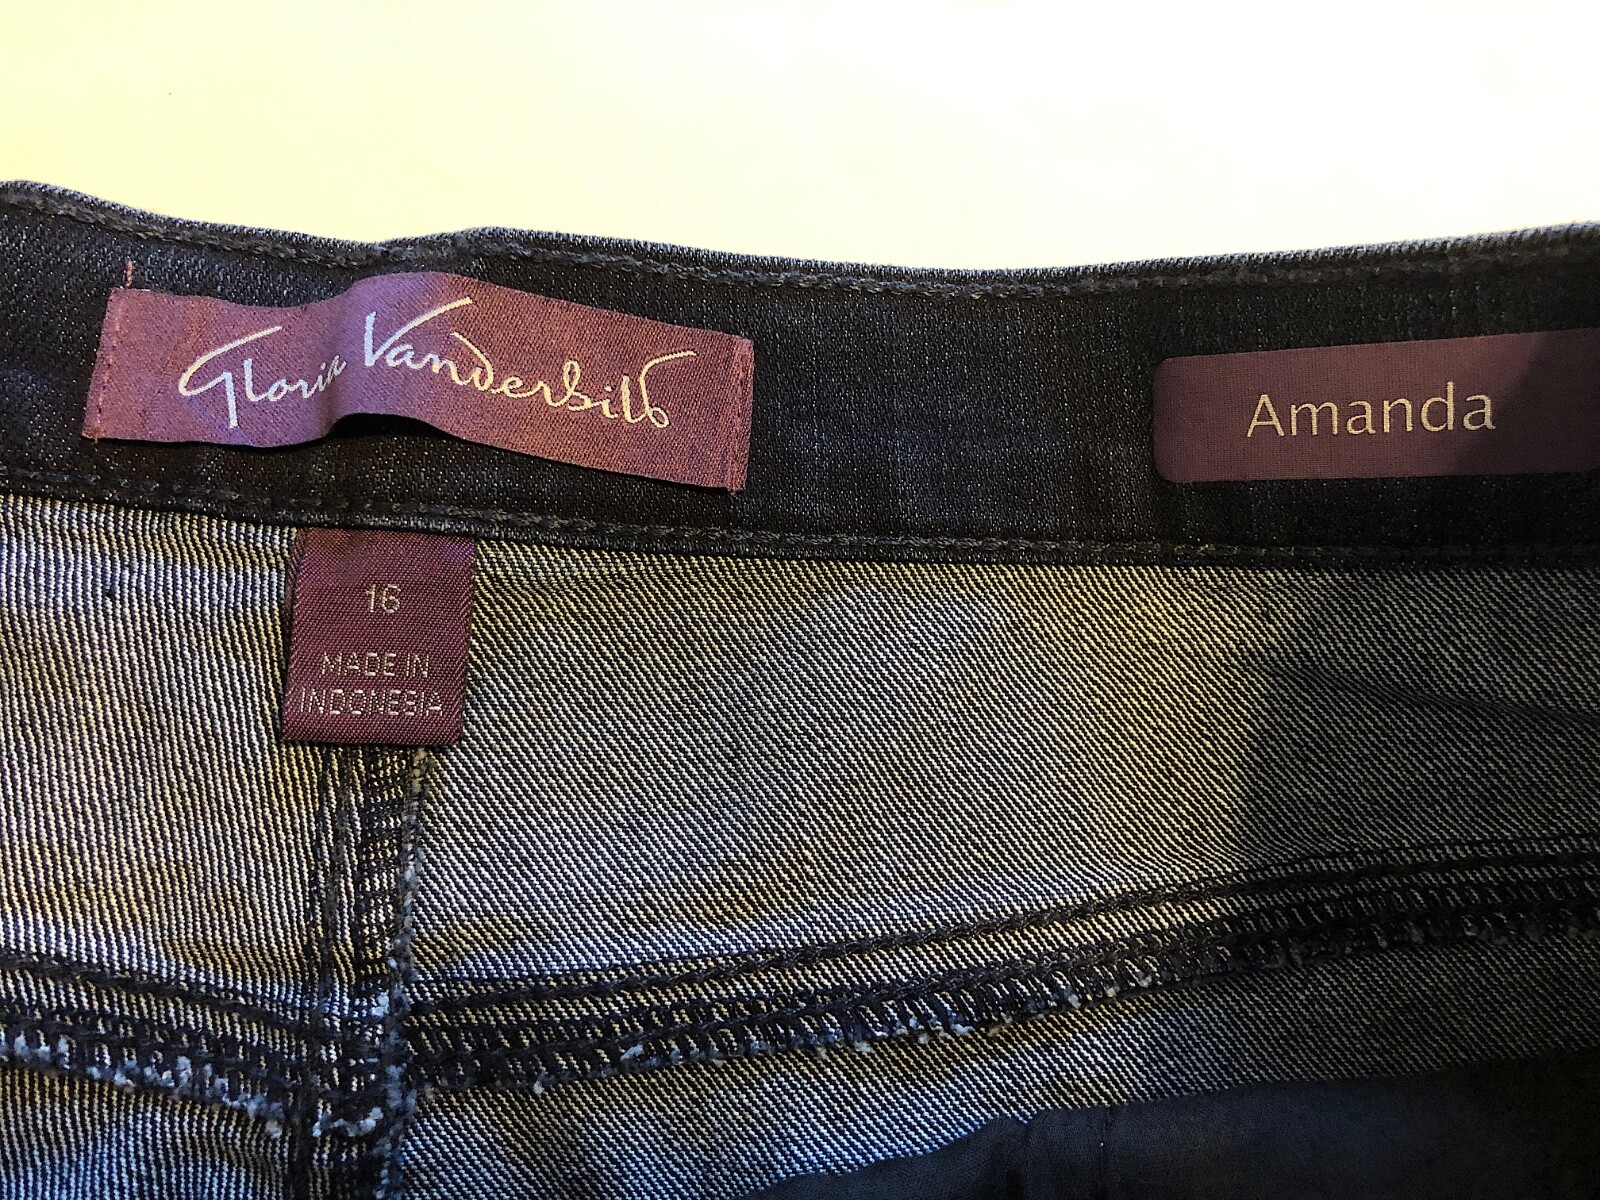 Gloria Vanderbilt
Amanda
16
MADE IN
INDONESIA